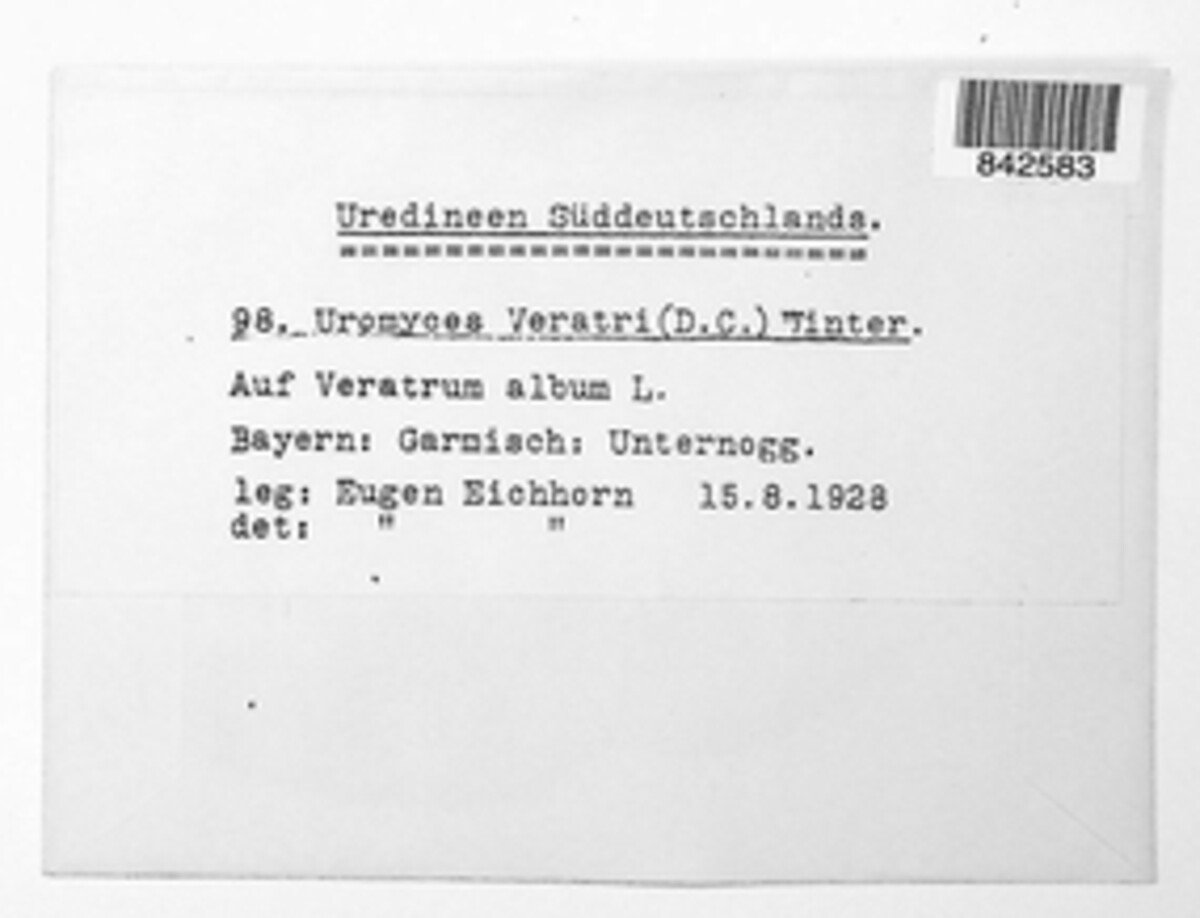 842583
Uredineen Süddeutschlands.
========================
98. Uromyces Veratri(D.C.) Winter.
Auf Veratrum album L.
Bayern: Garmisch: Unternogg.
leg: Eugen Eichhorn 15.8.1928
det: " "